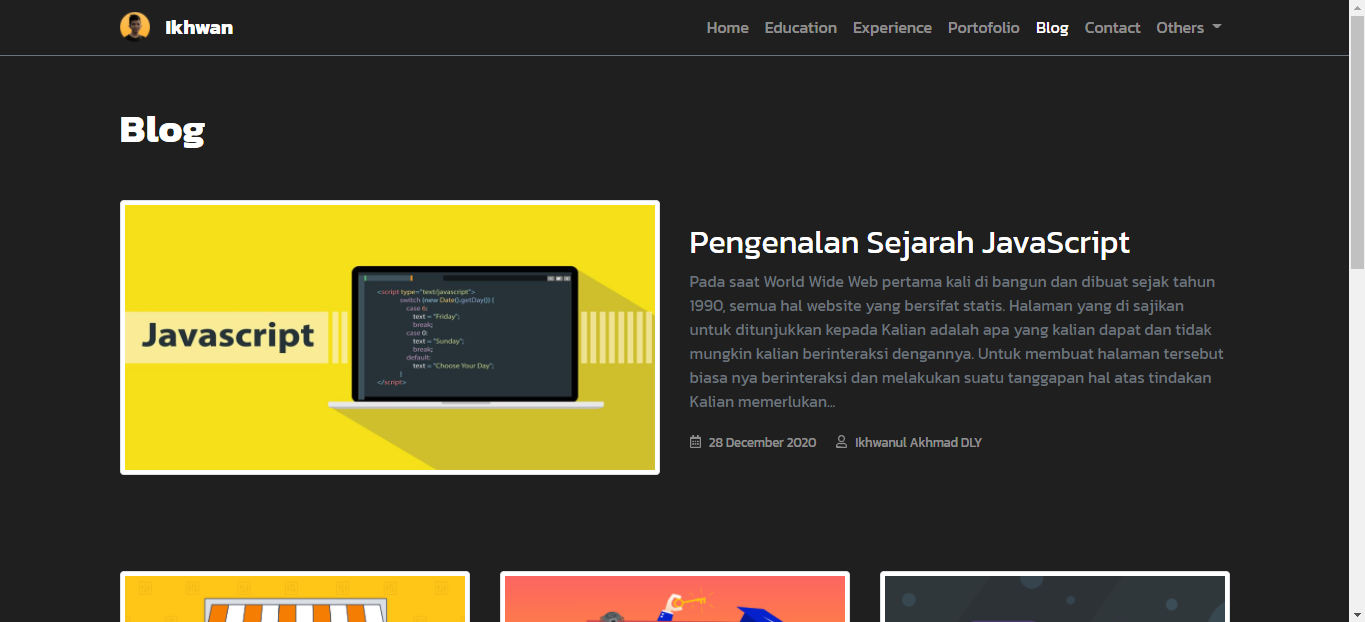 Ikhwan
Home Education Experience Portofolio Blog Contact Others
Blog
Javascript
<script type="text/javascript">
switch (new Date().getDay()) {
case 6:
text = "Friday";
break;
case 0:
text = "Sunday";
break;
default:
text = "Choose Your Day";
}
</script>
Pengenalan Sejarah JavaScript
Pada saat World Wide Web pertama kali di bangun dan dibuat sejak tahun
1990, semua hal website yang bersifat statis. Halaman yang di sajikan
untuk ditunjukkan kepada Kalian adalah apa yang kalian dapat dan tidak
mungkin kalian berinteraksi dengannya. Untuk membuat halaman tersebut
biasa nya berinteraksi dan melakukan suatu tanggapan hal atas tindakan
Kalian memerlukan...
28 December 2020 Ikhwanul Akhmad DLY